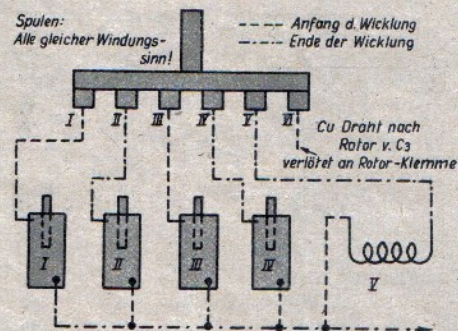 Spulen:
Alle gleicher Windungs-
sinn!
Anfang d. Wicklung
Ende der Wicklung
I II III IV V VI
Cu Draht nach
Rotor v. C3
verlötet an Rotor-Klemme
I II III IV V